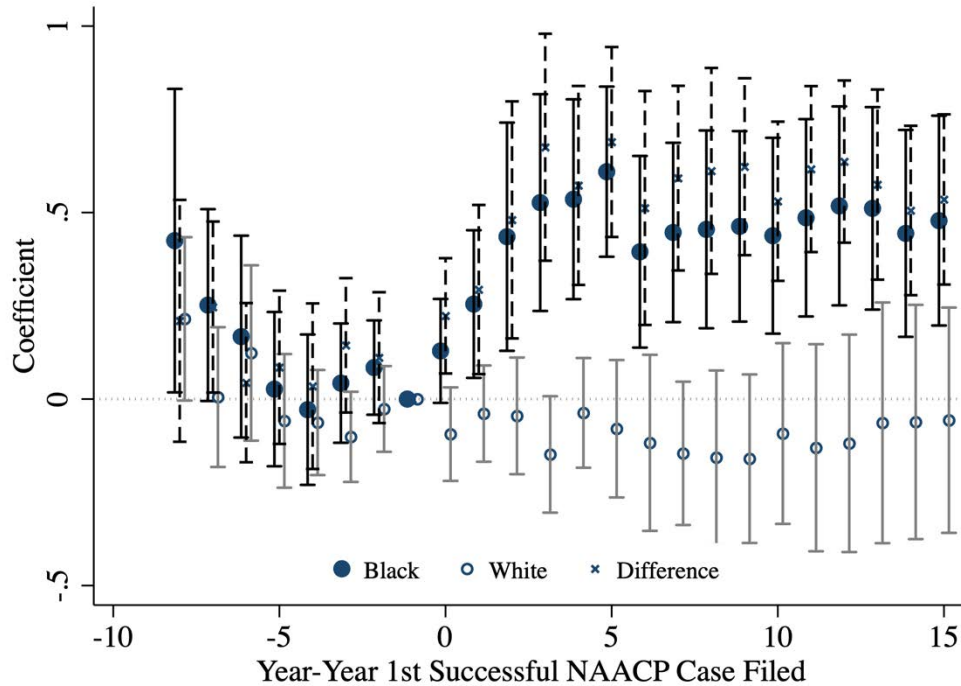 1
.5
0
-.5
Coefficient
Black White Difference
-10 -5 0 5 10 15
Year-Year 1st Successful NAACP Case Filed